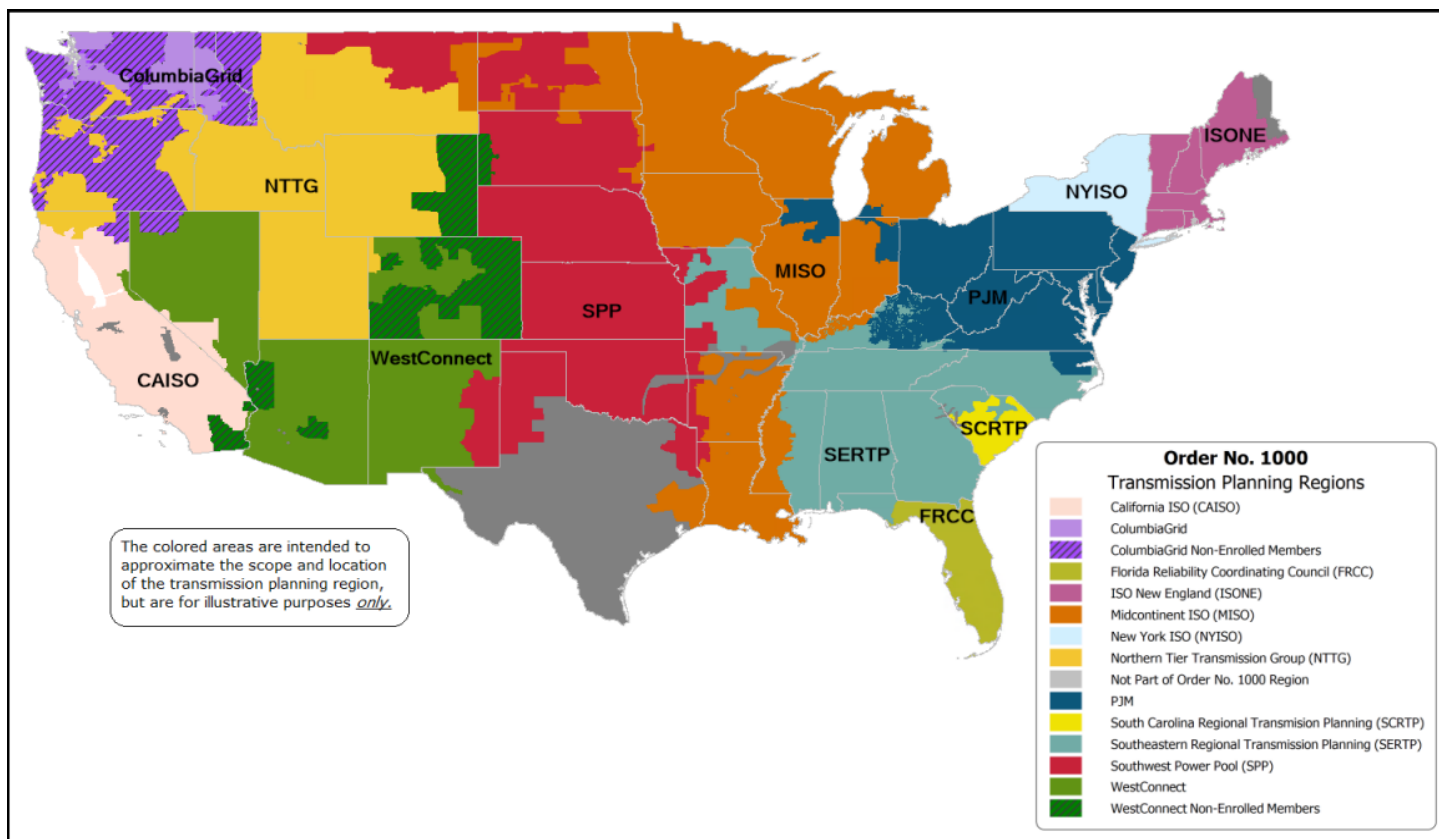 ColumbiaGrid
ISONE
NTTG
NYISO
MISO
PJM
SPP
WestConnect
CAISO
SCRTP
SERTP
FRCC
The colored areas are intended to
approximate the scope and location
of the transmission planning region,
but are for illustrative purposes only.
Order No. 1000
Transmission Planning Regions
California ISO (CAISO)
ColumbiaGrid
ColumbiaGrid Non-Enrolled Members
Florida Reliability Coordinating Council (FRCC)
ISO New England (ISONE)
Midcontinent ISO (MISO)
New York ISO (NYISO)
Northern Tier Transmission Group (NTTG)
Not Part of Order No. 1000 Region
PJM
South Carolina Regional Transmision Planning (SCRTP)
Southeastern Regional Transmission Planning (SERTP)
Southwest Power Pool (SPP)
WestConnect
WestConnect Non-Enrolled Members